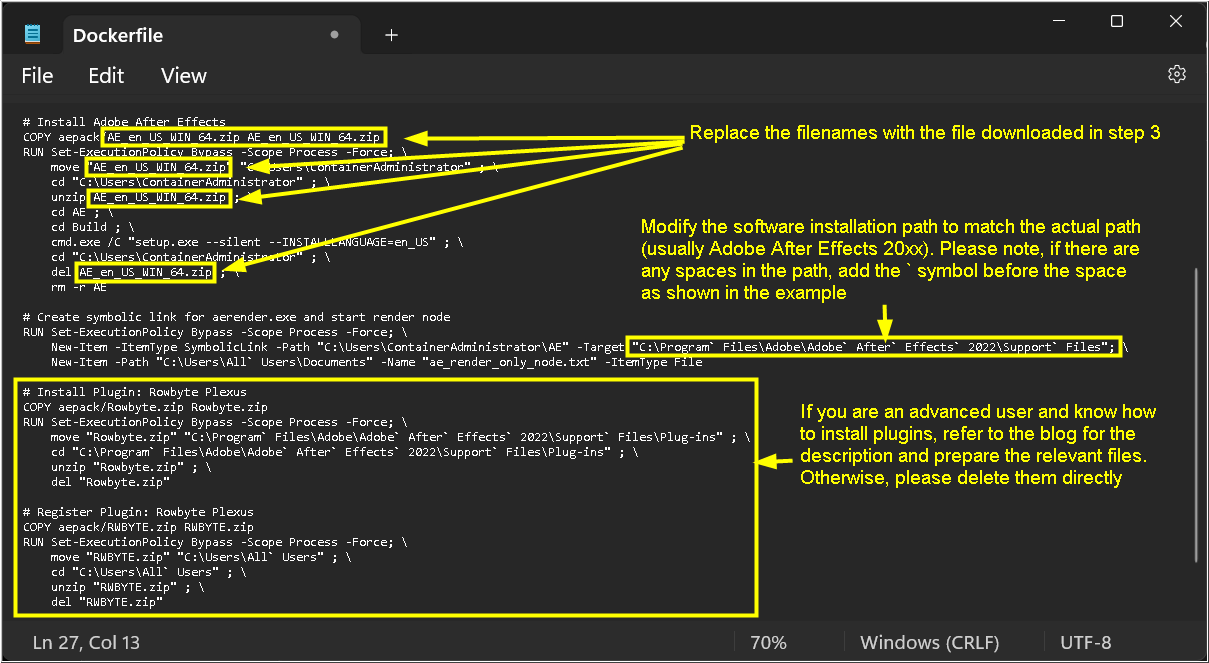 Dockerfile
File Edit View
# Install Adobe After Effects
COPY aepack/AE_en_US_WIN_64.zip AE_en_US_WIN_64.zip
Replace the filenames with the file downloaded in step 3
RUN Set-ExecutionPolicy Bypass -Scope Process -Force; \
move "AE_en_US_WIN_64.zip" "C:\Users\ContainerAdministrator" ; \
cd "C:\Users\ContainerAdministrator" ; \
unzip AE_en_US_WIN_64.zip ; \
cd AE ; \
cd Build ; \
cmd.exe /C "setup.exe --silent --INSTALLLANGUAGE=en_US" ; \
cd "C:\Users\ContainerAdministrator" ; \
del AE_en_US_WIN_64.zip ;
rm -r AE
Modify the software installation path to match the actual path
(usually Adobe After Effects 20xx). Please note, if there are
any spaces in the path, add the ` symbol before the space
as shown in the example
# Create symbolic link for aerender.exe and start render node
RUN Set-ExecutionPolicy Bypass -Scope Process -Force; \
New-Item -ItemType SymbolicLink -Path "C:\Users\ContainerAdministrator\AE" -Target "C:\Program` Files\Adobe\Adobe` After` Effects` 2022\Support` Files"; \
New-Item -Path "C:\Users\All` Users\Documents" -Name "ae_render_only_node.txt" -ItemType File
# Install Plugin: Rowbyte Plexus
COPY aepack/Rowbyte.zip Rowbyte.zip
RUN Set-ExecutionPolicy Bypass -Scope Process -Force; \
move "Rowbyte.zip" "C:\Program` Files\Adobe\Adobe` After` Effects` 2022\Support` Files\Plug-ins" ; \
cd "C:\Program` Files\Adobe\Adobe` After` Effects` 2022\Support` Files\Plug-ins" ; \
unzip "Rowbyte.zip" ; \
del "Rowbyte.zip"
If you are an advanced user and know how
to install plugins, refer to the blog for the
description and prepare the relevant files.
Otherwise, please delete them directly
# Register Plugin: Rowbyte Plexus
COPY aepack/RWBYTE.zip RWBYTE.zip
RUN Set-ExecutionPolicy Bypass -Scope Process -Force; \
move "RWBYTE.zip" "C:\Users\All` Users" ; \
cd "C:\Users\All` Users" ; \
unzip "RWBYTE.zip" ; \
del "RWBYTE.zip"
Ln 27, Col 13 70% Windows (CRLF) UTF-8